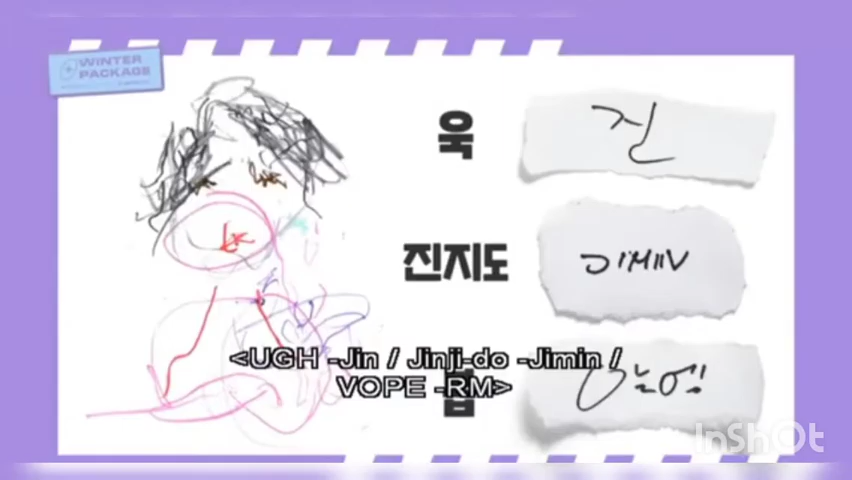 WINTER
PACKAGE
욱 진
진지도 JIMIN
<UGH -Jin / Jinji-do -Jimin /
VOPE -RM>
InShOt